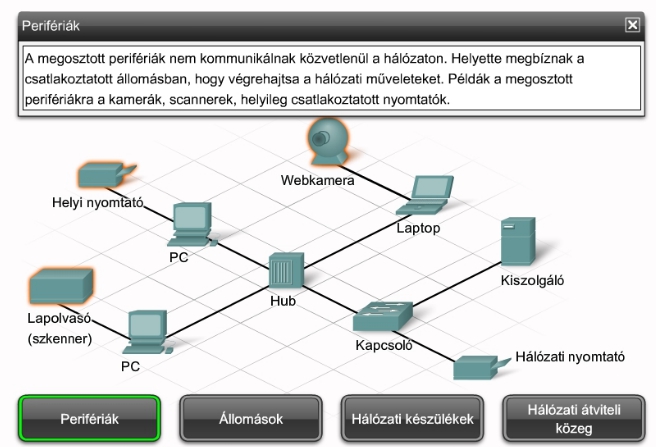 Perifériák
A megosztott perifériák nem kommunikálnak közvetlenül a hálózaton. Helyette megbíznak a
csatlakoztatott állomásban, hogy végrehajtsa a hálózati műveleteket. Példák a megosztott
perifériákra a kamerák, scannerek, helyileg csatlakoztatott nyomtatók.
Webkamera
Helyi nyomtató
Laptop
PC
Kiszolgáló
Hub
Lapolvasó
(szkenner)
Kapcsoló
PC
Hálózati nyomtató
Perifériák
Állomások
Hálózati készülékek
Hálózati átviteli
közeg